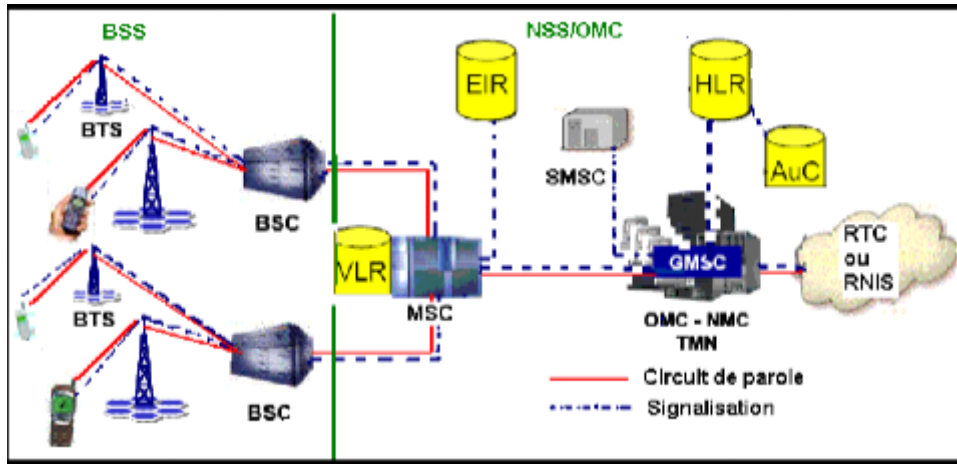 BSS
NSS/OMC
EIR
HLR
BTS
SMSC
AuC
BSC
VLR
MSC
GMSC
RTC
ou
RNIS
OMC - NMC
TMN
BTS
BSC
Circuit de parole
Signalisation